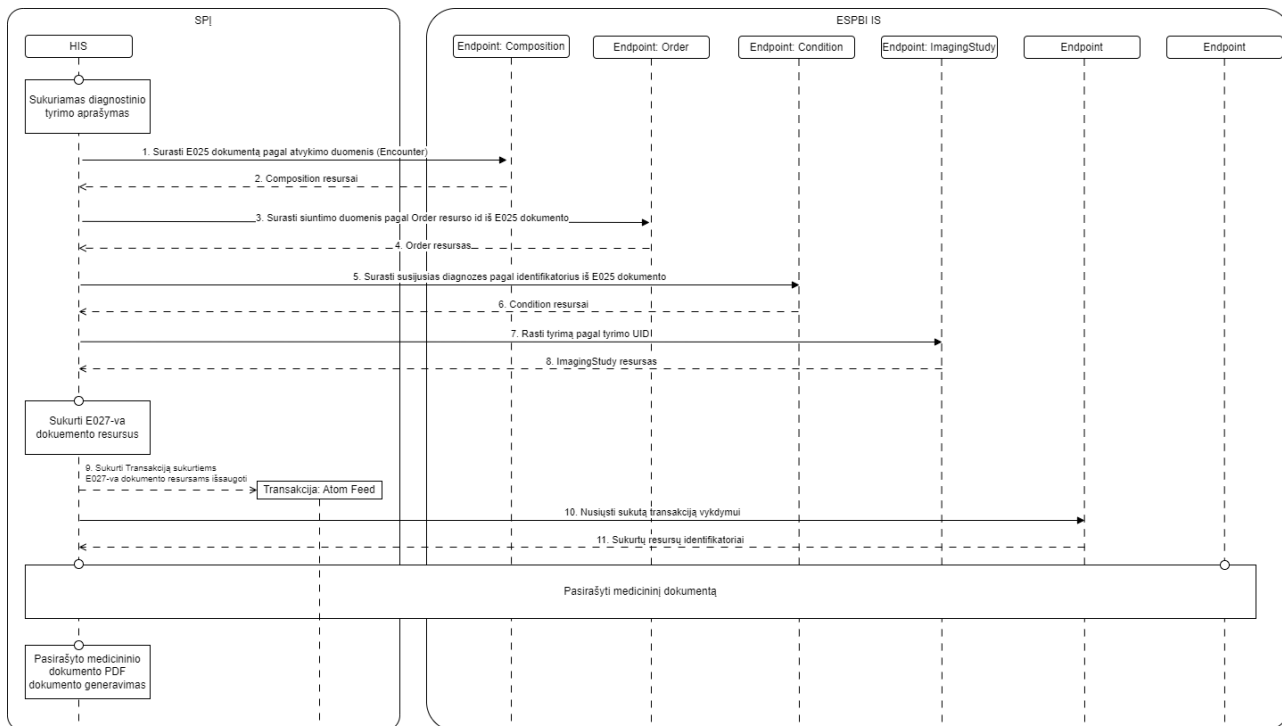 SPĮ
ESPBI IS
HIS
Endpoint: Composition
Endpoint: Order
Endpoint: Condition
Endpoint: ImagingStudy
Endpoint
Endpoint
Sukuriamas diagnostinio
tyrimo aprašymas
1. Surasti E025 dokumentą pagal atvykimo duomenis (Encounter)
2. Composition resursai
3. Surasti siuntimo duomenis pagal Order resurso id iš E025 dokumento
4. Order resursas
5. Surasti susijusias diagnozes pagal identifikatorius iš E025 dokumento
6. Condition resursai
7. Rasti tyrimą pagal tyrimo UID
8. ImagingStudy resursas
Sukurti E027-va
dokuemento resursus
9. Sukurti Transakciją sukurtiems
E027-va dokumento resursams išsaugoti
Transakcija: Atom Feed
10. Nusiųsti sukutą transakciją vykdymui
11. Sukurtų resursų identifikatoriai
Pasirašyti medicininį dokumentą
Pasirašyto medicininio
dokumento PDF
dokumento generavimas